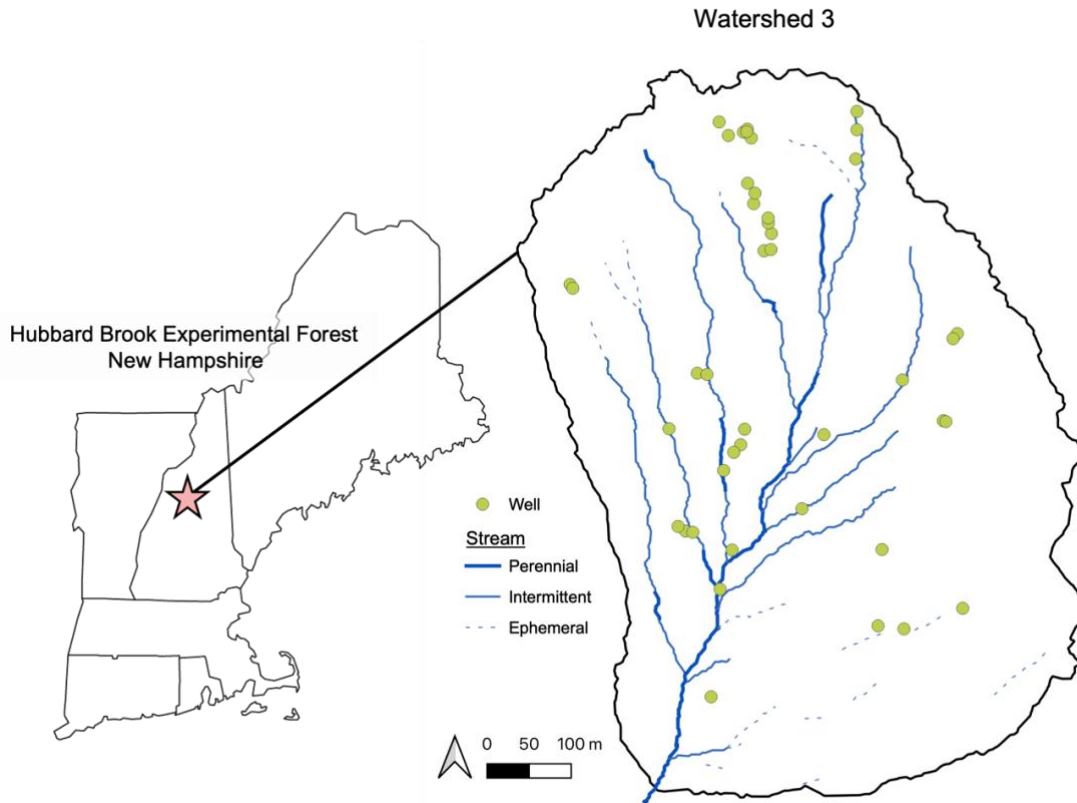 Watershed 3
Hubbard Brook Experimental Forest
New Hampshire
Well
Stream
Perennial
Intermittent
Ephemeral
0 50 100 m